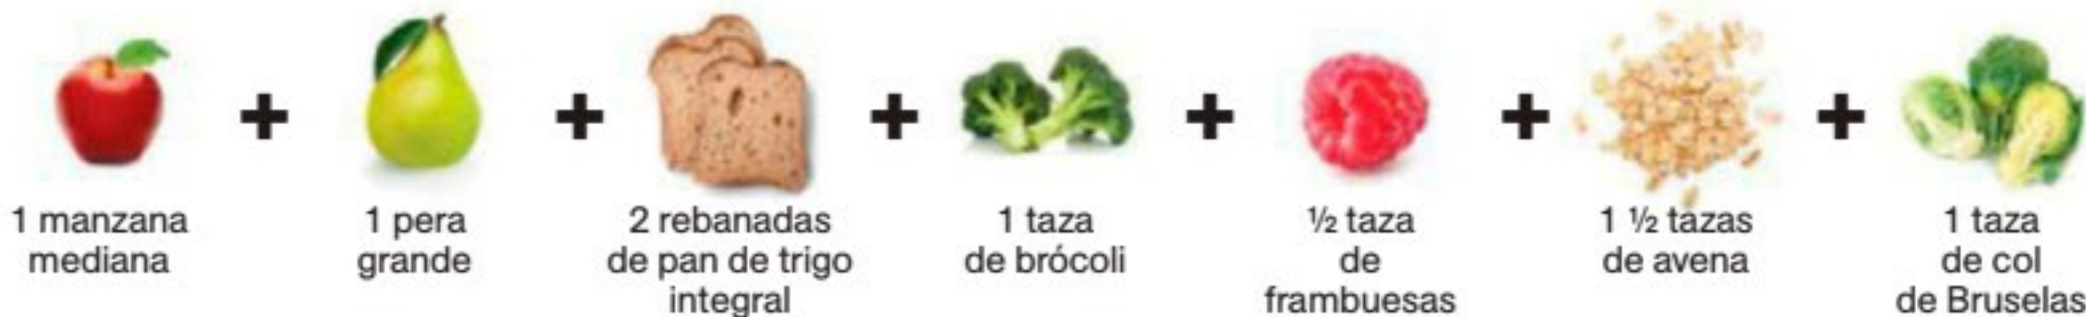 1 manzana
mediana
1 pera
grande
2 rebanadas
de pan de trigo
integral
1 taza
de brócoli
½ taza
de
frambuesas
1 ½ tazas
de avena
1 taza
de col
de Bruselas